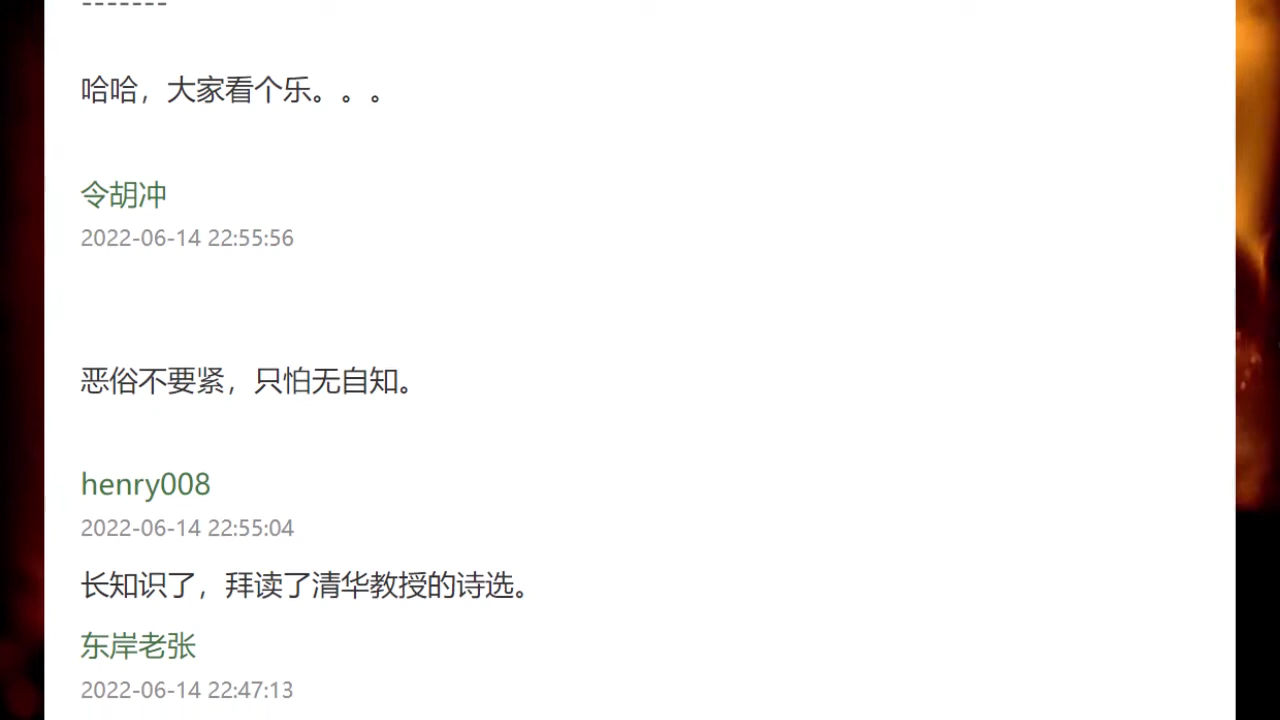 -------
哈哈，大家看个乐。。。
令胡冲
2022-06-14 22:55:56
恶俗不要紧，只怕无自知。
henry008
2022-06-14 22:55:04
长知识了，拜读了清华教授的诗选。
东岸老张
2022-06-14 22:47:13